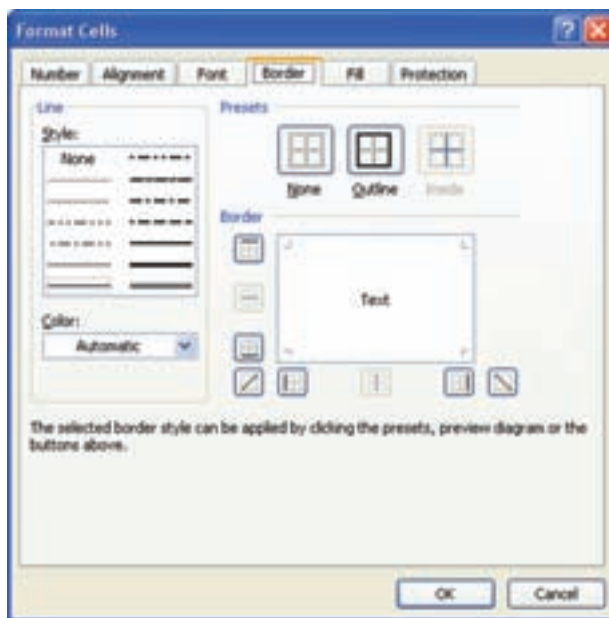 Format Cells
Number Alignment Font Border Fill Protection
Line
Style:
None
Color:
Automatic
Presets
None Outline Inside
Border
Text
The selected border style can be applied by clicking the presets, preview diagram or the
buttons above.
OK Cancel